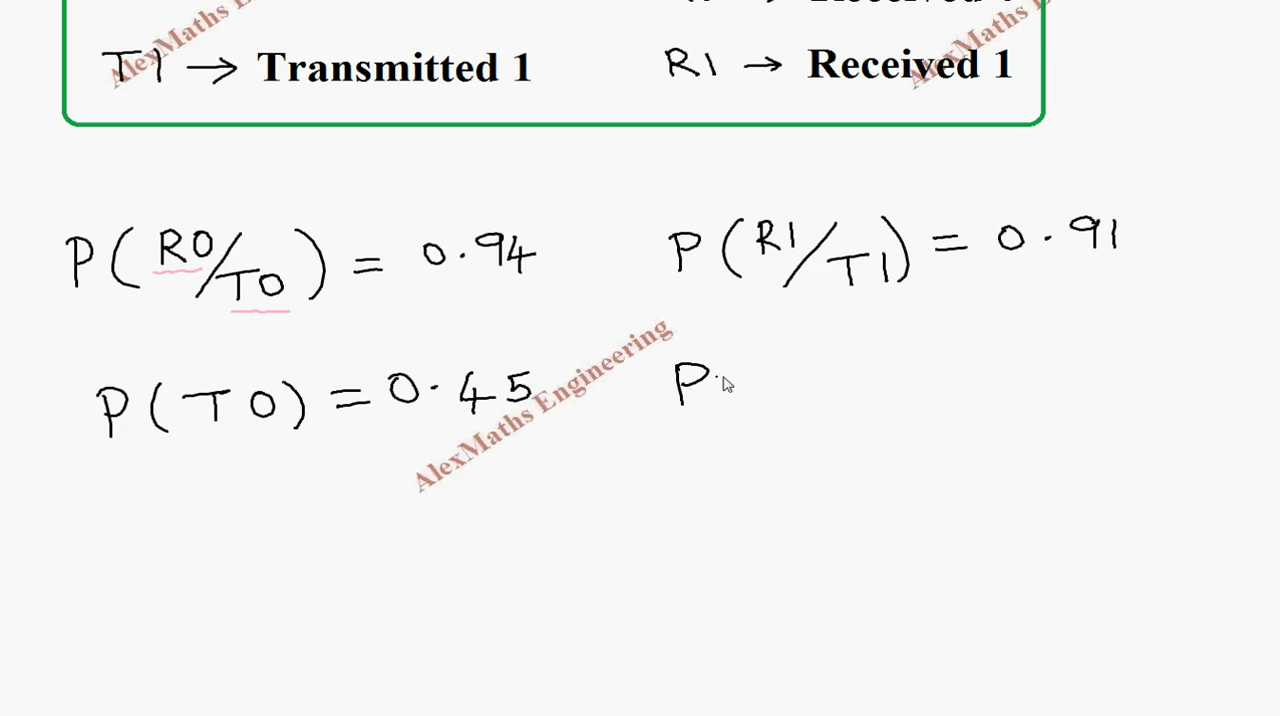 T1 → Transmitted 1
R1 → Received 1
P(R0/T0) = 0.94
P(R1/T1) = 0.91
P(T0) = 0.45
P
AlexMaths Engineering